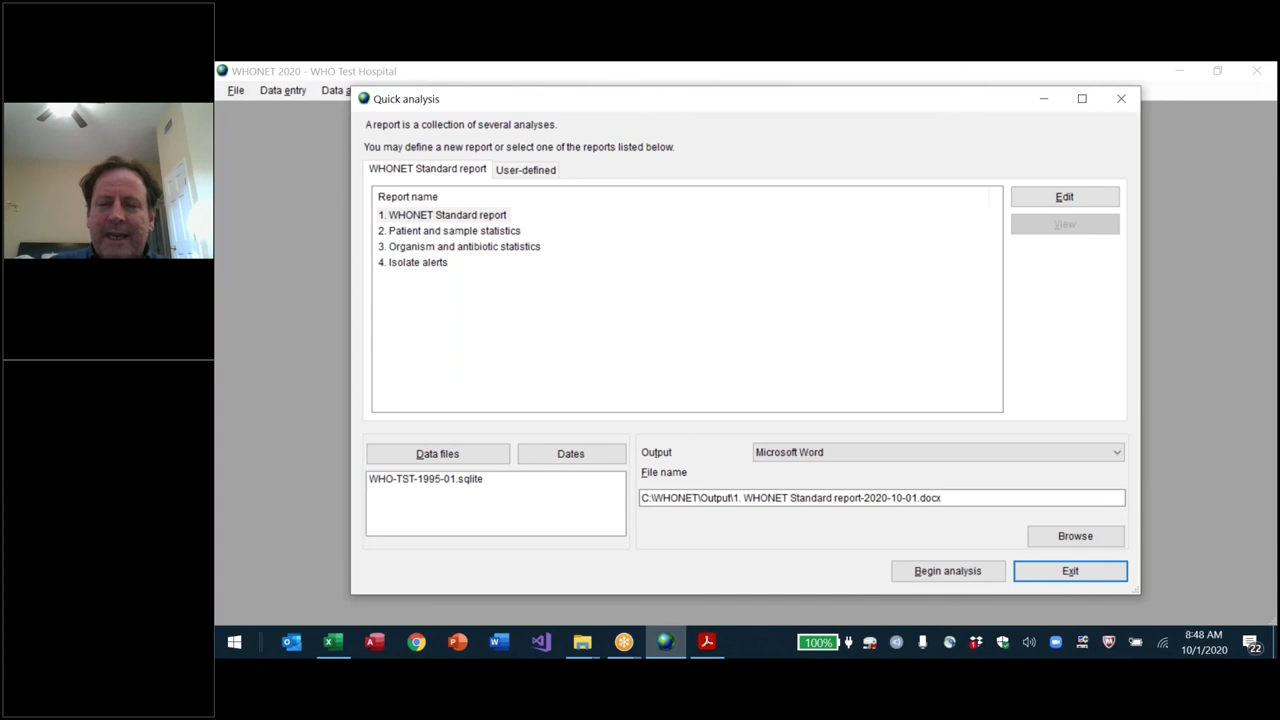 WHONET 2020 - WHO Test Hospital
File Data entry Data a
Quick analysis
A report is a collection of several analyses.
You may define a new report or select one of the reports listed below.
WHONET Standard report User-defined
Report name
1. WHONET Standard report
2. Patient and sample statistics
3. Organism and antibiotic statistics
4. Isolate alerts
Edit
View
Data files Dates
WHO-TST-1995-01.sqlite
Output Microsoft Word
File name
C:\WHONET\Output\1. WHONET Standard report-2020-10-01.docx
Browse
Begin analysis Exit
100%
8:48 AM
10/1/2020
22